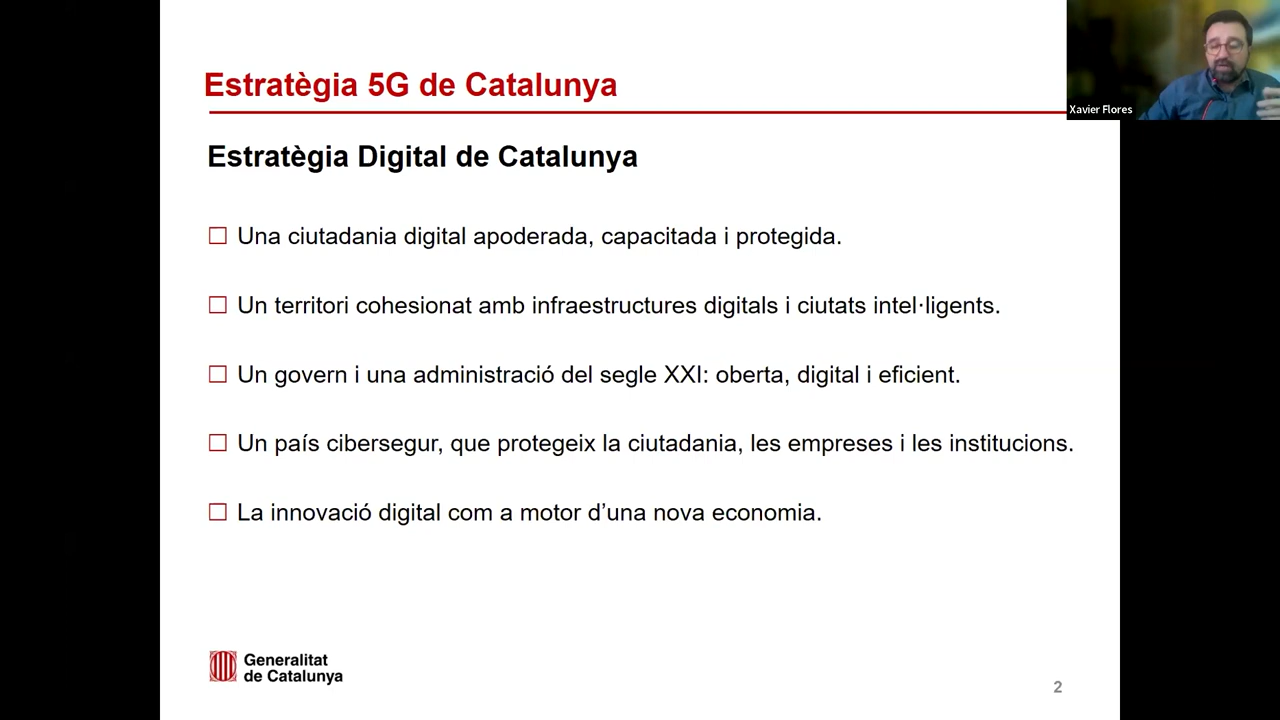 Estratègia 5G de Catalunya
Xavier Flores
Estratègia Digital de Catalunya
Una ciutadania digital apoderada, capacitada i protegida.
Un territori cohesionat amb infraestructures digitals i ciutats intel·ligents.
Un govern i una administració del segle XXI: oberta, digital i eficient.
Un país cibersegur, que protegeix la ciutadania, les empreses i les institucions.
La innovació digital com a motor d’una nova economia.
Generalitat
de Catalunya
2